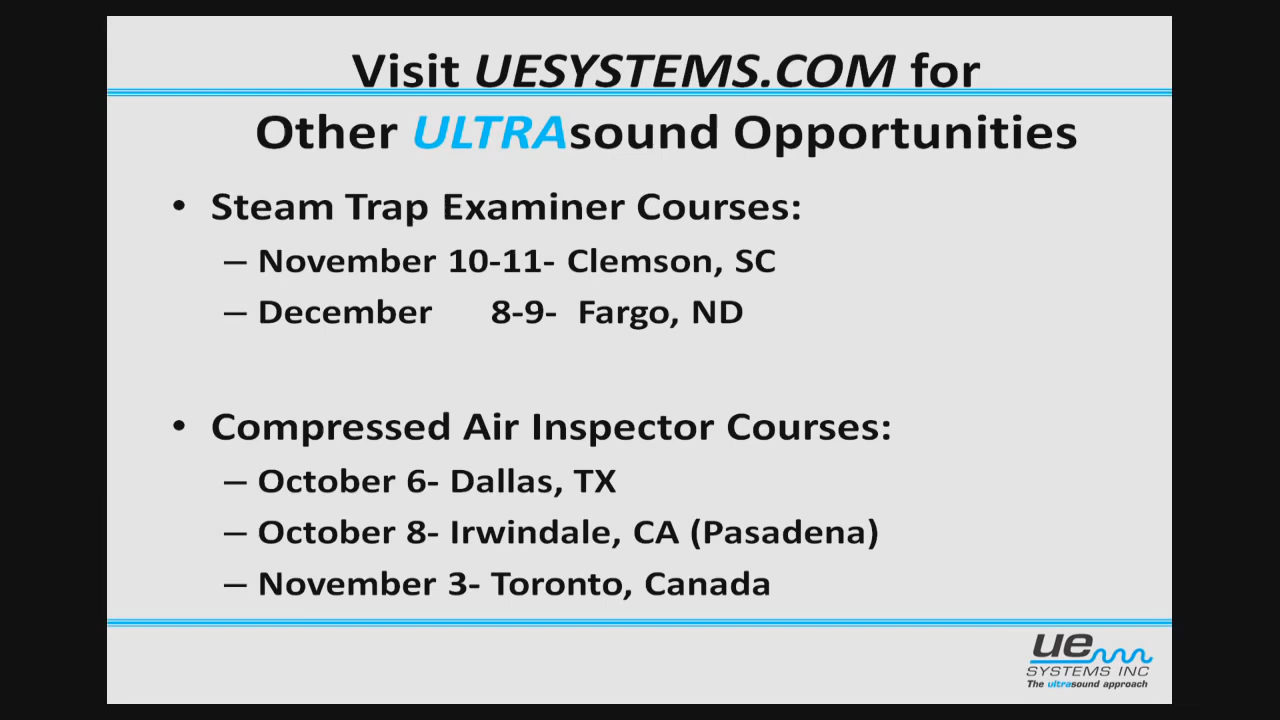 Visit UESYSTEMS.COM for
Other ULTRAsound Opportunities
• Steam Trap Examiner Courses:
– November 10-11- Clemson, SC
– December 8-9- Fargo, ND
• Compressed Air Inspector Courses:
– October 6- Dallas, TX
– October 8- Irwindale, CA (Pasadena)
– November 3- Toronto, Canada
ue
SYSTEMS INC
The ultrasound approach